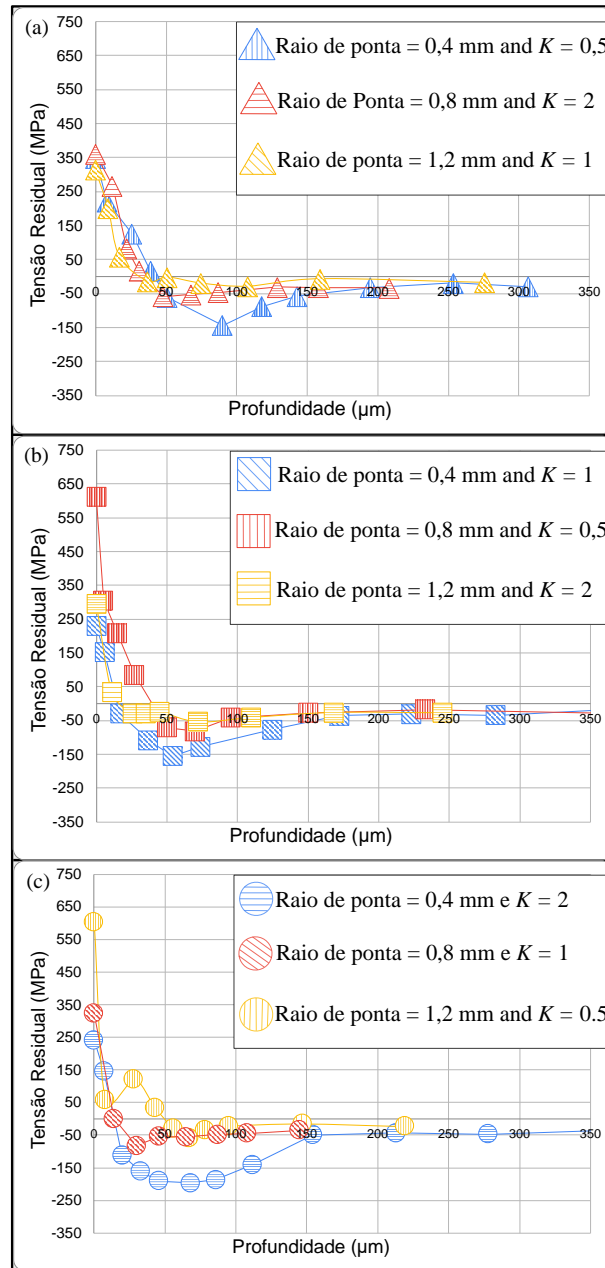 (a)
750
650
550
450
350
250
150
50
-50
-150
-250
-350
Tensão Residual (MPa)
Raio de ponta = 0,4 mm and K = 0,5
Raio de Ponta = 0,8 mm and K = 2
Raio de ponta = 1,2 mm and K = 1
0 50 100 150 200 250 300 350
Profundidade (µm)
(b)
750
650
550
450
350
250
150
50
-50
-150
-250
-350
Tensão Residual (MPa)
Raio de ponta = 0,4 mm and K = 1
Raio de ponta = 0,8 mm and K = 0,5
Raio de ponta = 1,2 mm and K = 2
0 50 100 150 200 250 300 350
Profundidade (µm)
(c)
750
650
550
450
350
250
150
50
-50
-150
-250
-350
Tensão Residual (MPa)
Raio de ponta = 0,4 mm e K = 2
Raio de ponta = 0,8 mm e K = 1
Raio de ponta = 1,2 mm e K = 0.5
0 50 100 150 200 250 300 350
Profundidade (µm)